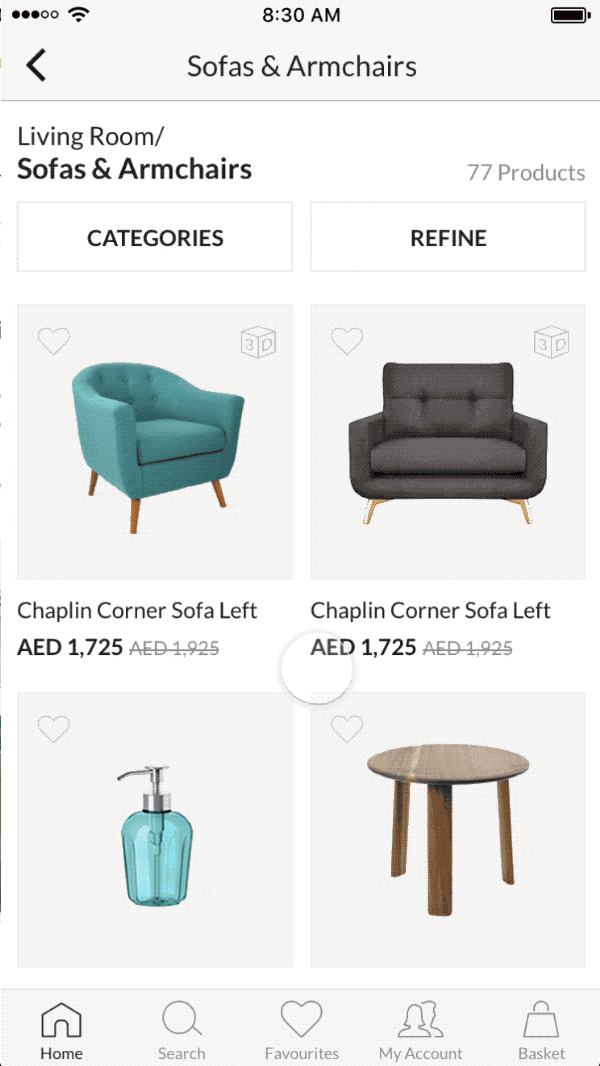 8:30 AM
Sofas & Armchairs
Living Room/
Sofas & Armchairs
77 Products
CATEGORIES
REFINE
3D
3D
Chaplin Corner Sofa Left
Chaplin Corner Sofa Left
AED 1,725 AED 1,925
AED 1,725 AED 1,925
Home
Search
Favourites
My Account
Basket